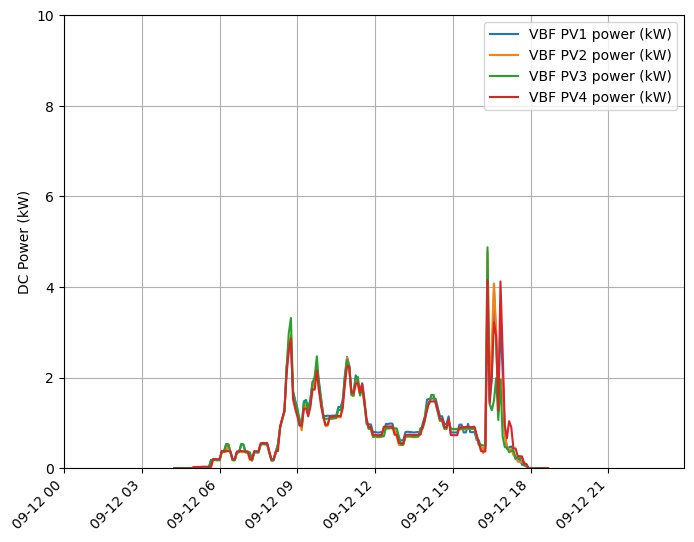 10
8
6
4
2
0
DC Power (kW)
VBF PV1 power (kW)
VBF PV2 power (kW)
VBF PV3 power (kW)
VBF PV4 power (kW)
09-12 00
09-12 03
09-12 06
09-12 09
09-12 12
09-12 15
09-12 18
09-12 21